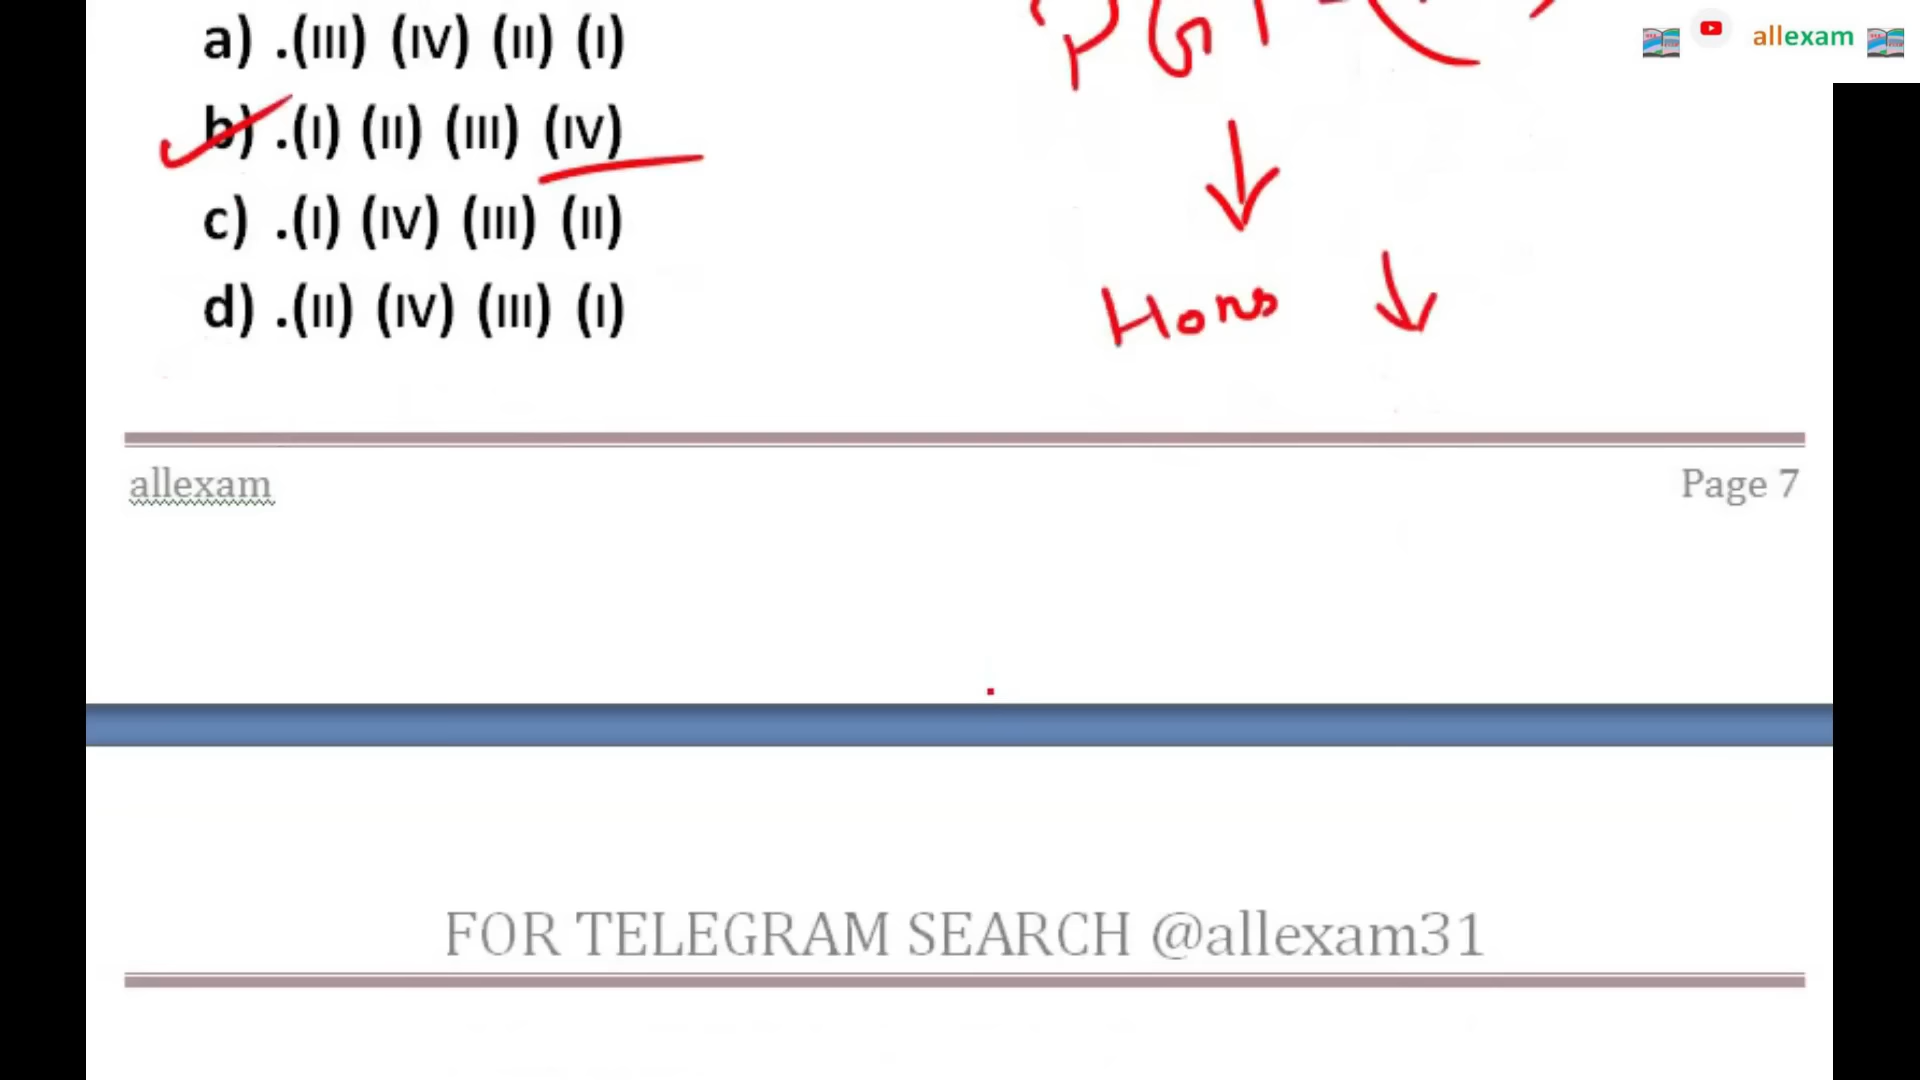 allexam
a) .(III) (IV) (II) (I)
b) .(I) (II) (III) (IV)
c) .(I) (IV) (III) (II)
d) .(II) (IV) (III) (I)
Hons
allexam
Page 7
FOR TELEGRAM SEARCH @allexam31